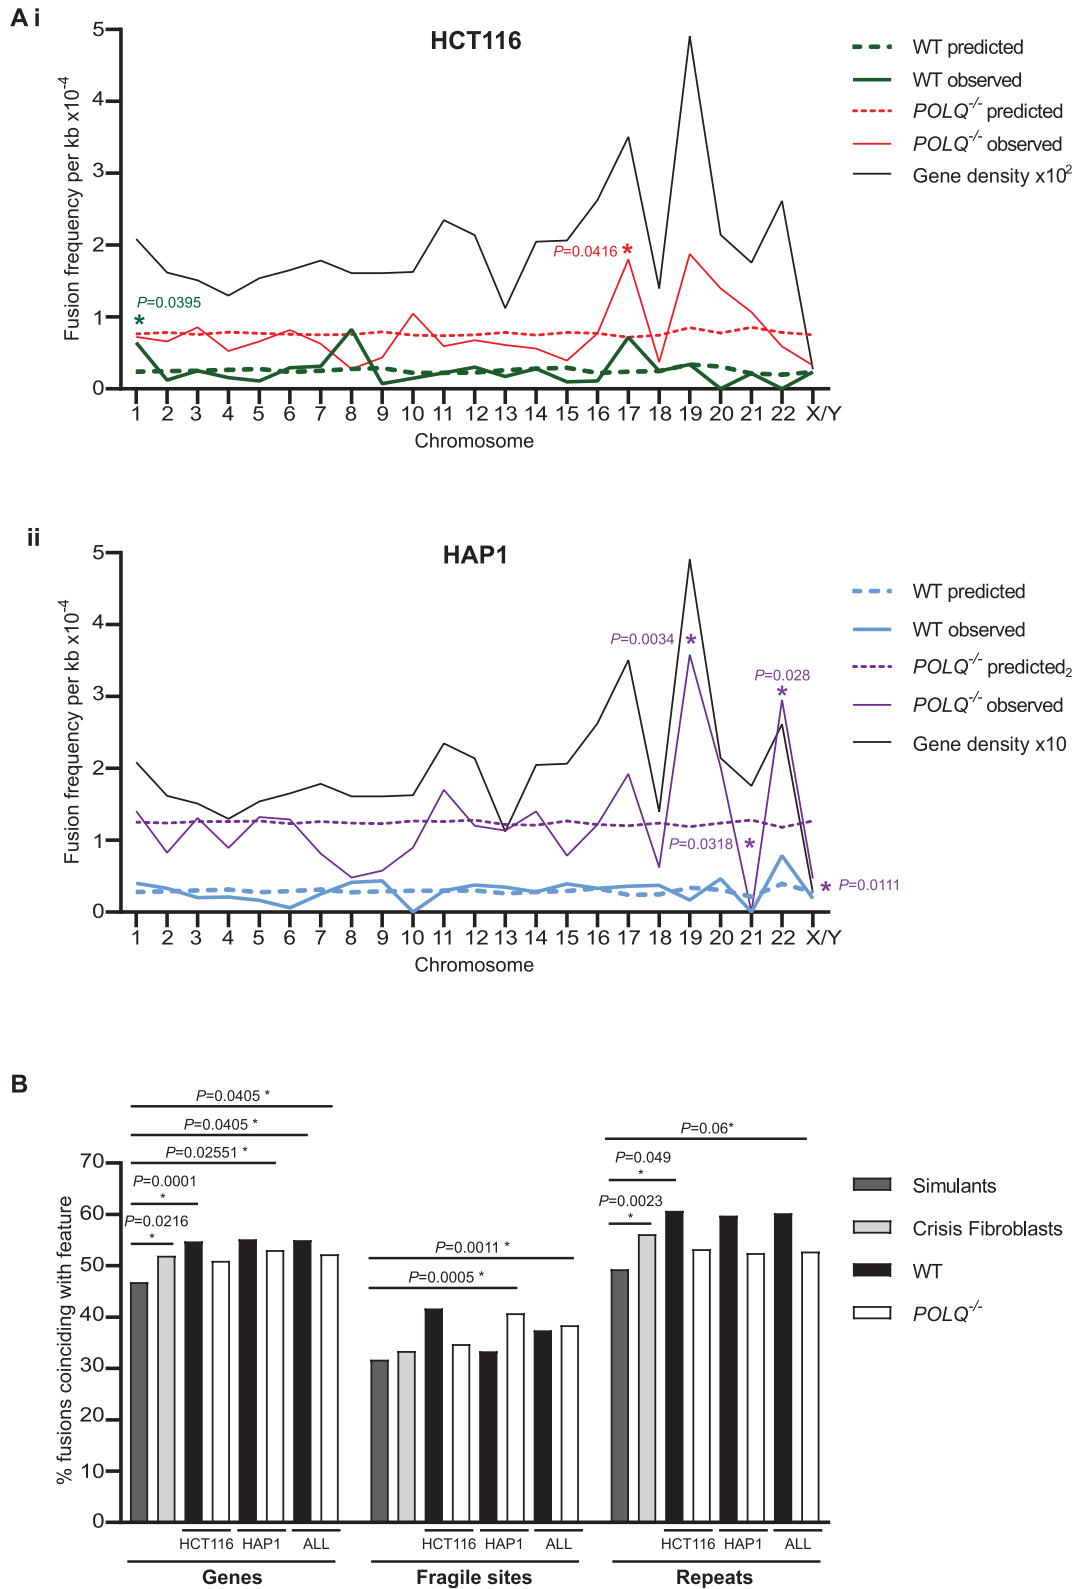 A i
HCT116
Fusion frequency per kb x10-4
5
4
3
2
1
0
P=0.0395
*
P=0.0416 *
1 2 3 4 5 6 7 8 9 10 11 12 13 14 15 16 17 18 19 20 21 22 X/Y
Chromosome
WT predicted
WT observed
POLQ-/- predicted
POLQ-/- observed
Gene density x10²
ii
HAP1
Fusion frequency per kb x10-4
5
4
3
2
1
0
P=0.0034 *
P=0.028
*
P=0.0318 *
* P=0.0111
1 2 3 4 5 6 7 8 9 10 11 12 13 14 15 16 17 18 19 20 21 22 X/Y
Chromosome
WT predicted
WT observed
POLQ-/- predicted₂
POLQ-/- observed
Gene density x10
B
% fusions coinciding with feature
70
60
50
40
30
20
10
0
P=0.0405 *
P=0.0405 *
P=0.02551 *
P=0.0001
*
P=0.0216
*
P=0.0011 *
P=0.0005 *
P=0.06*
P=0.049
*
P=0.0023
*
HCT116 HAP1 ALL
HCT116 HAP1 ALL
HCT116 HAP1 ALL
Genes
Fragile sites
Repeats
Simulants
Crisis Fibroblasts
WT
POLQ-/-